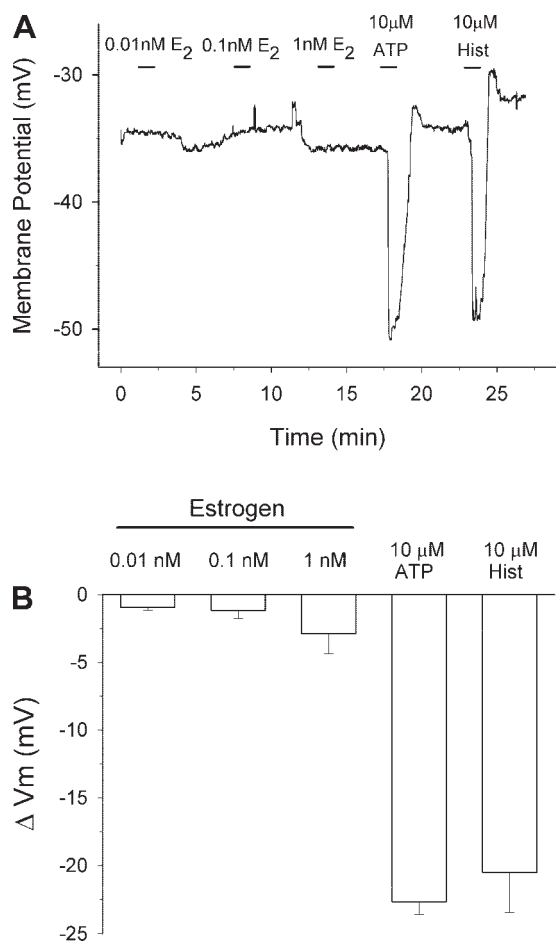 A
0.01nM E2 0.1nM E2 1nM E2 10μM ATP 10μM Hist
Membrane Potential (mV)
-30
-40
-50
0 5 10 15 20 25
Time (min)
Estrogen
0.01 nM 0.1 nM 1 nM 10 μM ATP 10 μM Hist
B
Δ Vm (mV)
0
-5
-10
-15
-20
-25